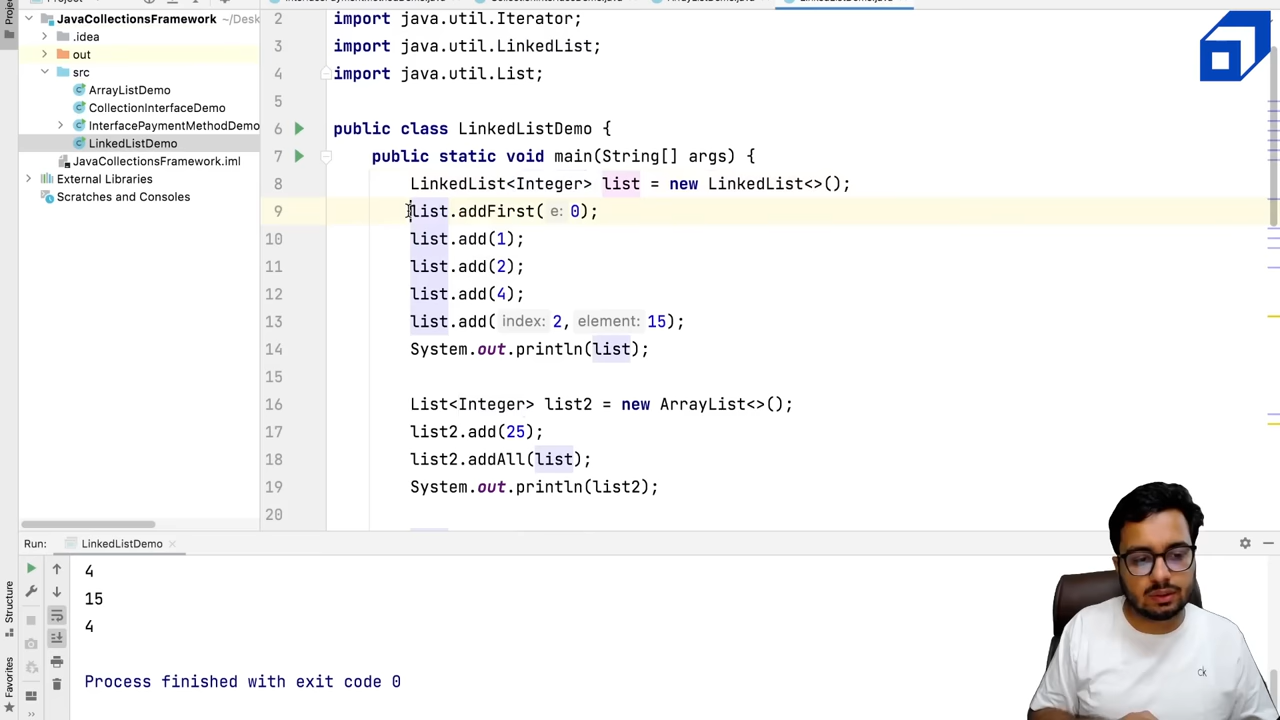 Project
JavaCollectionsFramework ~/Desk
.idea
out
src
ArrayListDemo
CollectionInterfaceDemo
InterfacePaymentMethodDemo
LinkedListDemo
JavaCollectionsFramework.iml
External Libraries
Scratches and Consoles
2 import java.util.Iterator;
3 import java.util.LinkedList;
4 import java.util.List;
5
6 public class LinkedListDemo {
7 public static void main(String[] args) {
8 LinkedList<Integer> list = new LinkedList<>();
9 list.addFirst( e: 0);
10 list.add(1);
11 list.add(2);
12 list.add(4);
13 list.add( index: 2, element: 15);
14 System.out.println(list);
15
16 List<Integer> list2 = new ArrayList<>();
17 list2.add(25);
18 list2.addAll(list);
19 System.out.println(list2);
20
Run: LinkedListDemo
4
15
4
Process finished with exit code 0
Structure
Favorites
ck